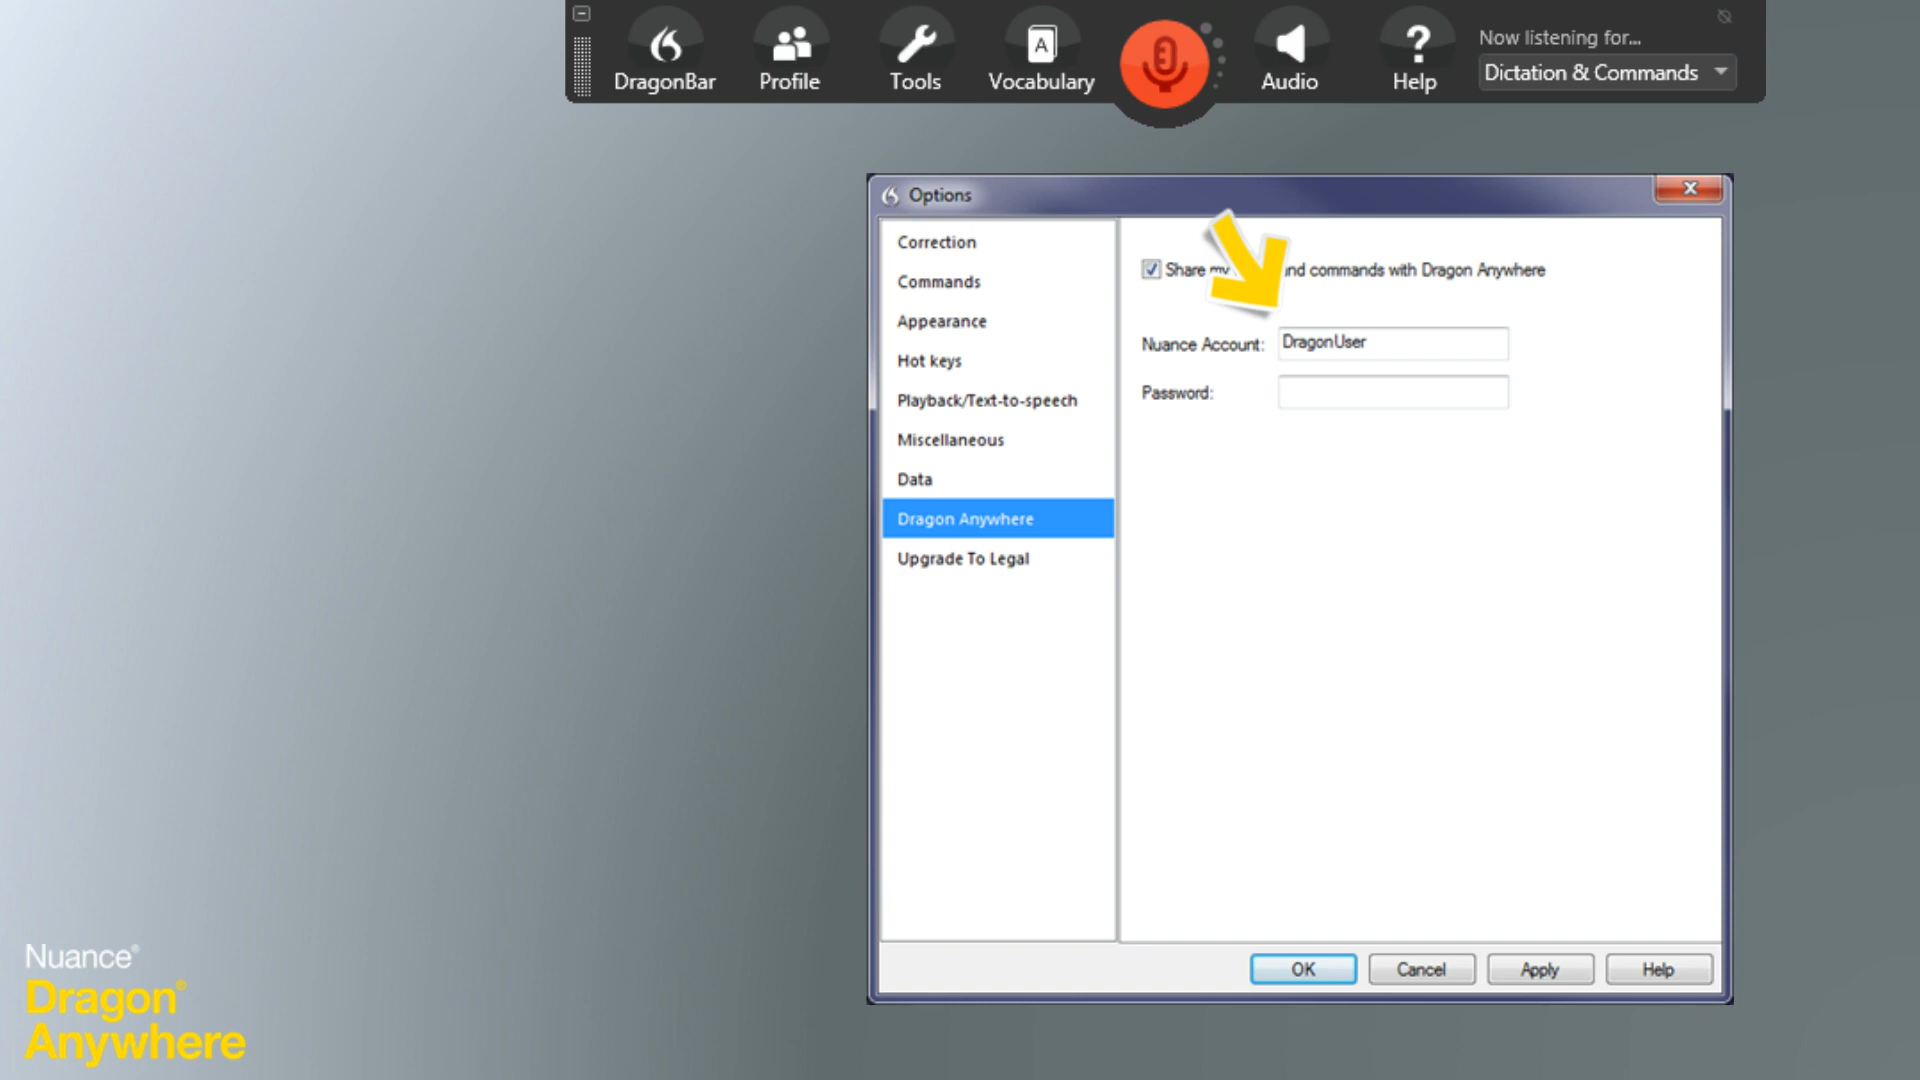 DragonBar
Profile
Tools
Vocabulary
Audio
Help
Now listening for...
Dictation & Commands
Options
Correction
Commands
Appearance
Hot keys
Playback/Text-to-speech
Miscellaneous
Data
Dragon Anywhere
Upgrade To Legal
Share my and commands with Dragon Anywhere
Nuance Account: DragonUser
Password:
OK Cancel Apply Help
Nuance®
Dragon®
Anywhere